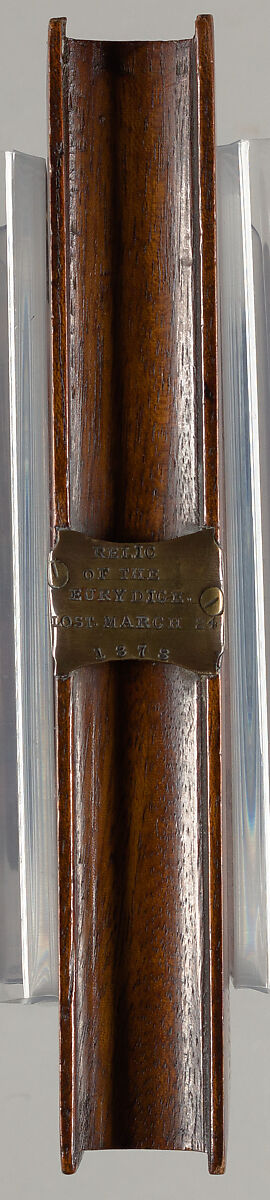 RELIC
OF THE
EURYDICE.
LOST. MARCH 24
1878